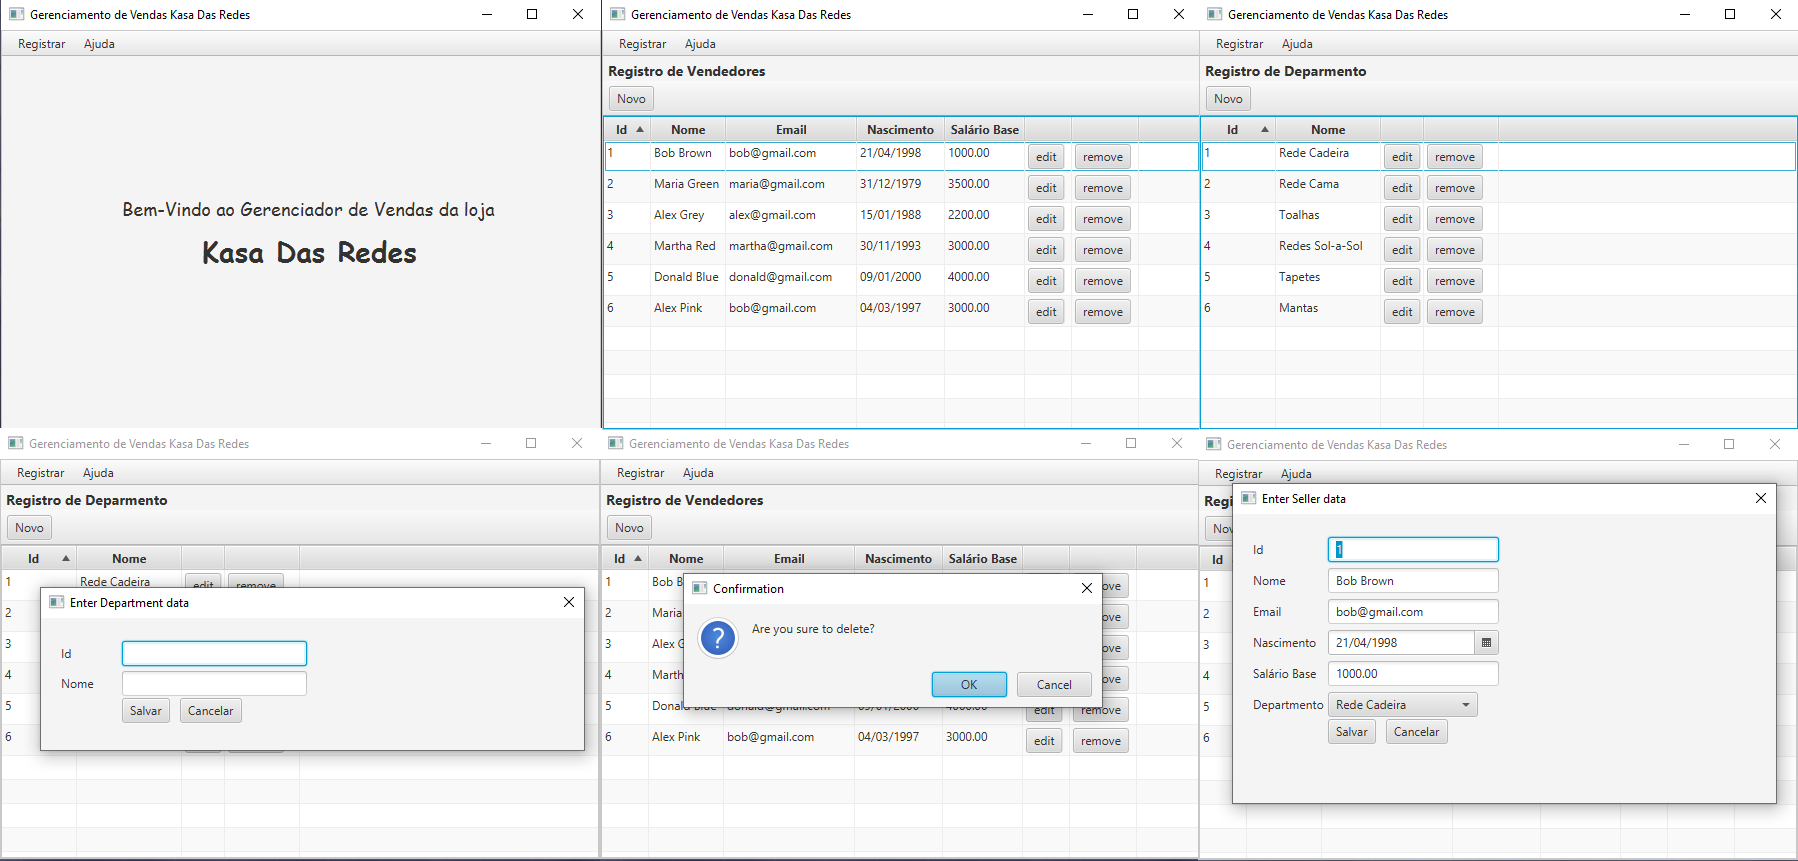 Gerenciamento de Vendas Kasa Das Redes
Registrar Ajuda
Bem-Vindo ao Gerenciador de Vendas da loja
Kasa Das Redes
Gerenciamento de Vendas Kasa Das Redes
Registrar Ajuda
Registro de Vendedores
Novo
Id Nome Email Nascimento Salário Base
1 Bob Brown bob@gmail.com 21/04/1998 1000.00 edit remove
2 Maria Green maria@gmail.com 31/12/1979 3500.00 edit remove
3 Alex Grey alex@gmail.com 15/01/1988 2200.00 edit remove
4 Martha Red martha@gmail.com 30/11/1993 3000.00 edit remove
5 Donald Blue donald@gmail.com 09/01/2000 4000.00 edit remove
6 Alex Pink bob@gmail.com 04/03/1997 3000.00 edit remove
Gerenciamento de Vendas Kasa Das Redes
Registrar Ajuda
Registro de Deparmento
Novo
Id Nome
1 Rede Cadeira edit remove
2 Rede Cama edit remove
3 Toalhas edit remove
4 Redes Sol-a-Sol edit remove
5 Tapetes edit remove
6 Mantas edit remove
Gerenciamento de Vendas Kasa Das Redes
Registrar Ajuda
Registro de Deparmento
Novo
Id Nome
1 Rede Cadeira edit remove
2
3
4
5
6
Enter Department data
Id
Nome
Salvar Cancelar
Gerenciamento de Vendas Kasa Das Redes
Registrar Ajuda
Registro de Vendedores
Novo
Id Nome Email Nascimento Salário Base
1 Bob B ove
2 Maria ove
3 Alex G ove
4 Marth ove
5 Donald Blue donald@gmail.com 09/01/2000 4000.00 edit remove
6 Alex Pink bob@gmail.com 04/03/1997 3000.00 edit remove
Confirmation
Are you sure to delete?
OK Cancel
Gerenciamento de Vendas Kasa Das Redes
Registrar Ajuda
Regi
Nov
Id
1
2
3
4
5
6
Enter Seller data
Id 1
Nome Bob Brown
Email bob@gmail.com
Nascimento 21/04/1998
Salário Base 1000.00
Departmento Rede Cadeira
Salvar Cancelar